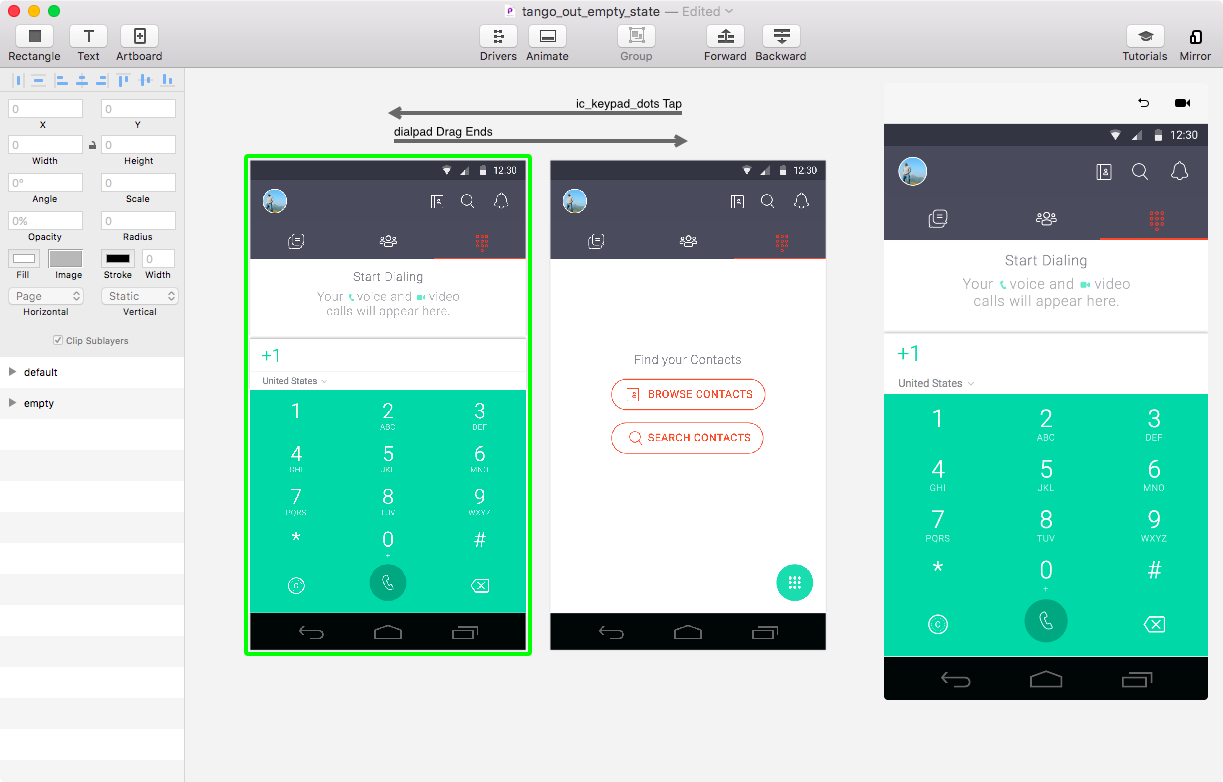 tango_out_empty_state — Edited
Rectangle
Text
Artboard
Drivers
Animate
Group
Forward
Backward
Tutorials
Mirror
0
0
X
Y
0
0
Width
Height
0°
0
Angle
Scale
0%
0
Opacity
Radius
0
Fill
Image
Stroke
Width
Page
Static
Horizontal
Vertical
Clip Sublayers
default
empty
ic_keypad_dots Tap
dialpad Drag Ends
12:30
Start Dialing
Your voice and video
calls will appear here.
+1
United States
1
2
3
ABC
DEF
4
5
6
GHI
JKL
MNO
7
8
9
PQRS
TUV
WXYZ
*
0
#
+
C
12:30
Find your Contacts
BROWSE CONTACTS
SEARCH CONTACTS
12:30
Start Dialing
Your voice and video
calls will appear here.
+1
United States
1
2
3
ABC
DEF
4
5
6
GHI
JKL
MNO
7
8
9
PQRS
TUV
WXYZ
*
0
#
+
C